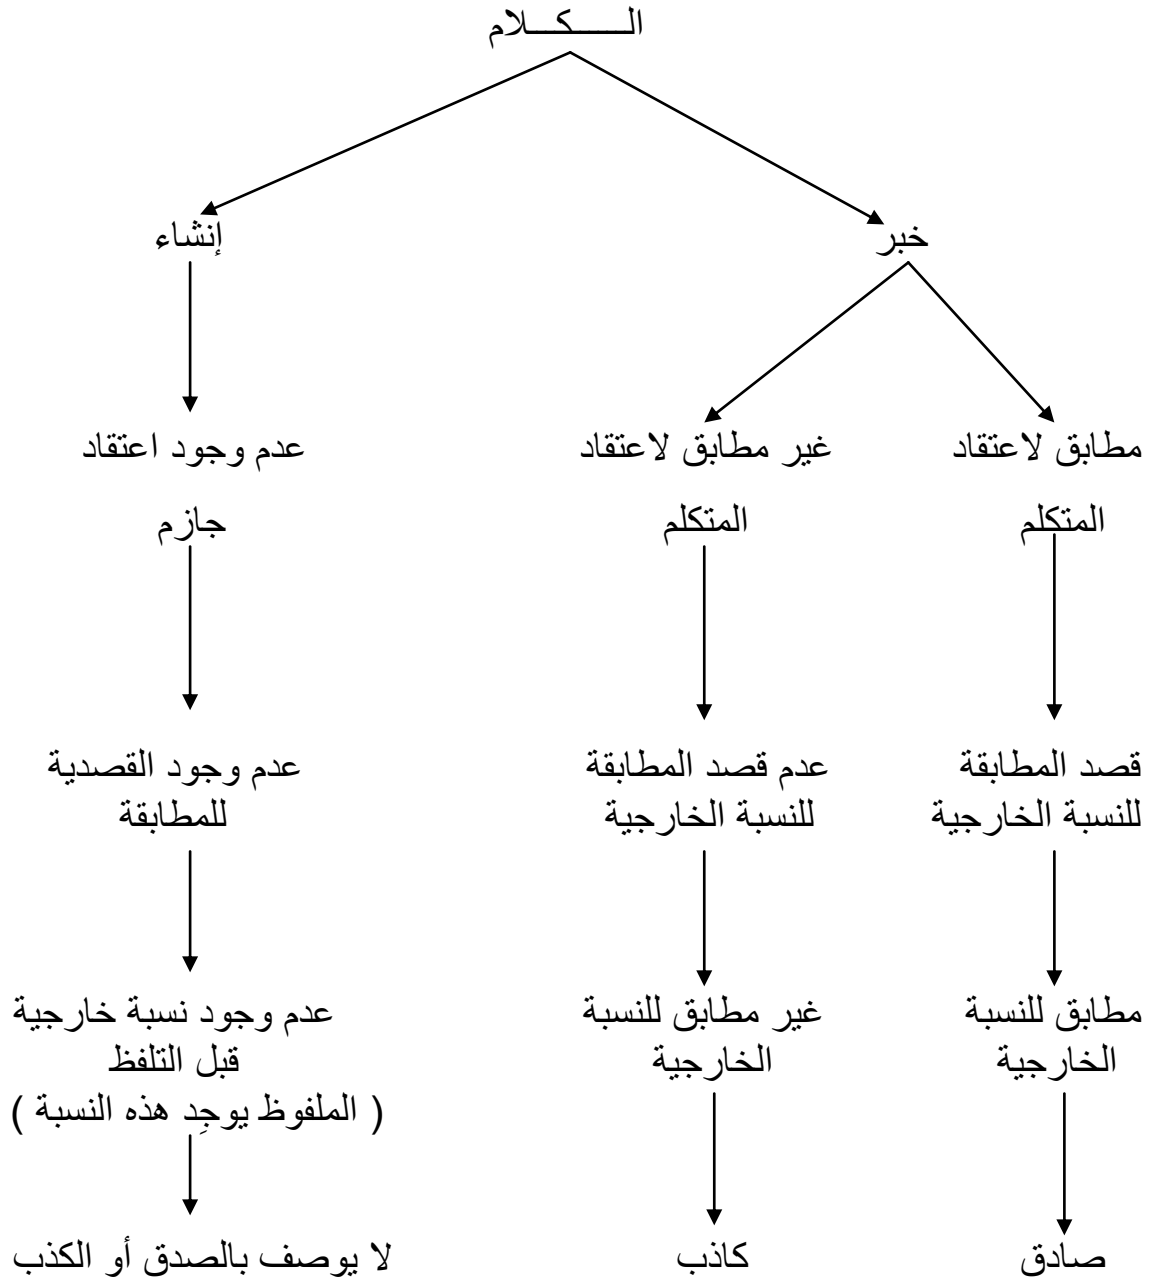 الـــــكـــلام
خبر
إنشاء
مطابق لاعتقاد
المتكلم
غير مطابق لاعتقاد
المتكلم
عدم وجود اعتقاد
جازم
قصد المطابقة
للنسبة الخارجية
عدم قصد المطابقة
للنسبة الخارجية
عدم وجود القصدية
للمطابقة
مطابق للنسبة
الخارجية
غير مطابق للنسبة
الخارجية
عدم وجود نسبة خارجية
قبل التلفظ
( الملفوظ يوجِد هذه النسبة )
صادق
كاذب
لا يوصف بالصدق أو الكذب